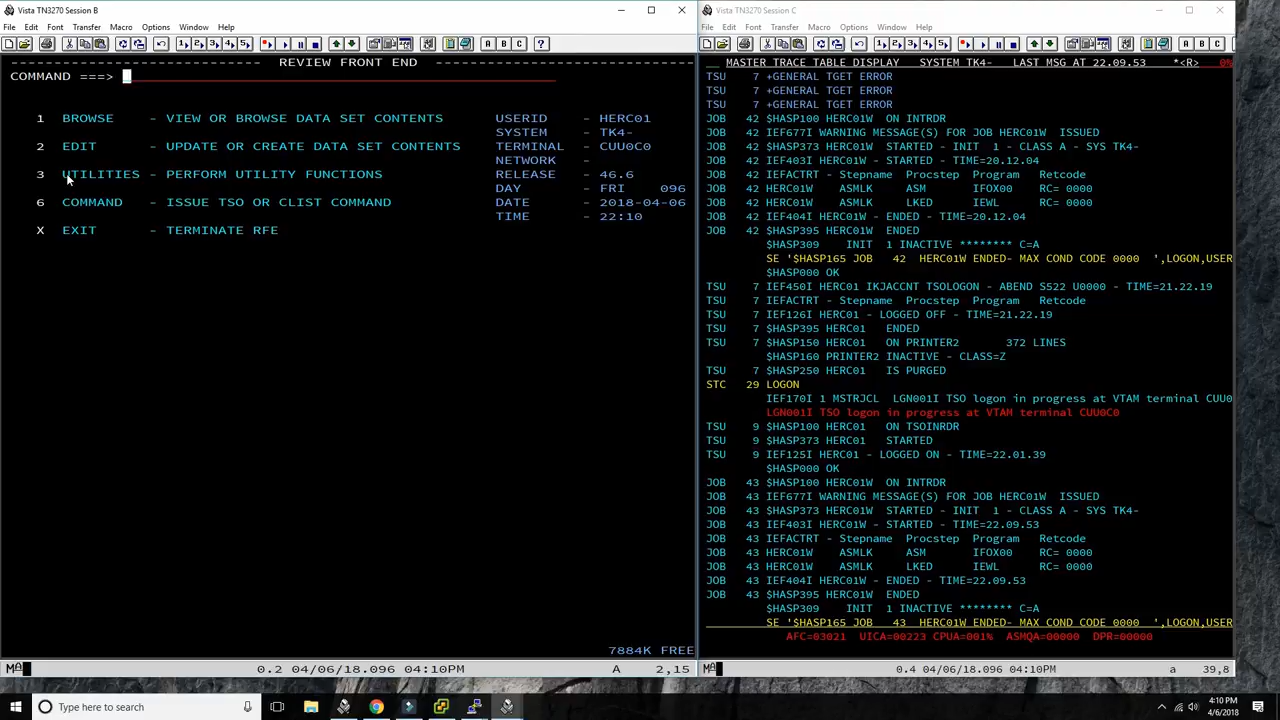 Vista TN3270 Session B
File Edit Font Transfer Macro Options Window Help
A B C ?
------------------------------- REVIEW FRONT END -------------------------------
COMMAND ===>
1 BROWSE - VIEW OR BROWSE DATA SET CONTENTS USERID - HERC01
SYSTEM - TK4-
2 EDIT - UPDATE OR CREATE DATA SET CONTENTS TERMINAL - CUU0C0
NETWORK -
3 UTILITIES - PERFORM UTILITY FUNCTIONS RELEASE - 46.6
DAY - FRI 096
6 COMMAND - ISSUE TSO OR CLIST COMMAND DATE - 2018-04-06
TIME - 22:10
X EXIT - TERMINATE RFE
7884K FREE
MA 0.2 04/06/18.096 04:10PM A 2,15
Vista TN3270 Session C
File Edit Font Transfer Macro Options Window Help
A B C
__ MASTER TRACE TABLE DISPLAY SYSTEM TK4- LAST MSG AT 22.09.53 *<R> 0%
TSU 7 +GENERAL TGET ERROR
TSU 7 +GENERAL TGET ERROR
TSU 7 +GENERAL TGET ERROR
JOB 42 $HASP100 HERC01W ON INTRDR
JOB 42 IEF677I WARNING MESSAGE(S) FOR JOB HERC01W ISSUED
JOB 42 $HASP373 HERC01W STARTED - INIT 1 - CLASS A - SYS TK4-
JOB 42 IEF403I HERC01W - STARTED - TIME=20.12.04
JOB 42 IEFACTRT - Stepname Procstep Program Retcode
JOB 42 HERC01W ASMLK ASM IFOX00 RC= 0000
JOB 42 HERC01W ASMLK LKED IEWL RC= 0000
JOB 42 IEF404I HERC01W - ENDED - TIME=20.12.04
JOB 42 $HASP395 HERC01W ENDED
$HASP309 INIT 1 INACTIVE ******** C=A
SE '$HASP165 JOB 42 HERC01W ENDED- MAX COND CODE 0000 ',LOGON,USER
$HASP000 OK
TSU 7 IEF450I HERC01 IKJACCNT TSOLOGON - ABEND S522 U0000 - TIME=21.22.19
TSU 7 IEFACTRT - Stepname Procstep Program Retcode
TSU 7 IEF126I HERC01 - LOGGED OFF - TIME=21.22.19
TSU 7 $HASP395 HERC01 ENDED
TSU 7 $HASP150 HERC01 ON PRINTER2 372 LINES
$HASP160 PRINTER2 INACTIVE - CLASS=Z
TSU 7 $HASP250 HERC01 IS PURGED
STC 29 LOGON
IEF170I 1 MSTRJCL LGN001I TSO logon in progress at VTAM terminal CUU0
LGN001I TSO logon in progress at VTAM terminal CUU0C0
TSU 9 $HASP100 HERC01 ON TSOINRDR
TSU 9 $HASP373 HERC01 STARTED
TSU 9 IEF125I HERC01 - LOGGED ON - TIME=22.01.39
$HASP000 OK
JOB 43 $HASP100 HERC01W ON INTRDR
JOB 43 IEF677I WARNING MESSAGE(S) FOR JOB HERC01W ISSUED
JOB 43 $HASP373 HERC01W STARTED - INIT 1 - CLASS A - SYS TK4-
JOB 43 IEF403I HERC01W - STARTED - TIME=22.09.53
JOB 43 IEFACTRT - Stepname Procstep Program Retcode
JOB 43 HERC01W ASMLK ASM IFOX00 RC= 0000
JOB 43 HERC01W ASMLK LKED IEWL RC= 0000
JOB 43 IEF404I HERC01W - ENDED - TIME=22.09.53
JOB 43 $HASP395 HERC01W ENDED
$HASP309 INIT 1 INACTIVE ******** C=A
SE '$HASP165 JOB 43 HERC01W ENDED- MAX COND CODE 0000 ',LOGON,USER
AFC=03021 UICA=00223 CPUA=001% ASMQA=00000 DPR=00000
MA 0.4 04/06/18.096 04:10PM a 39,8
Type here to search
4:10 PM
4/6/2018